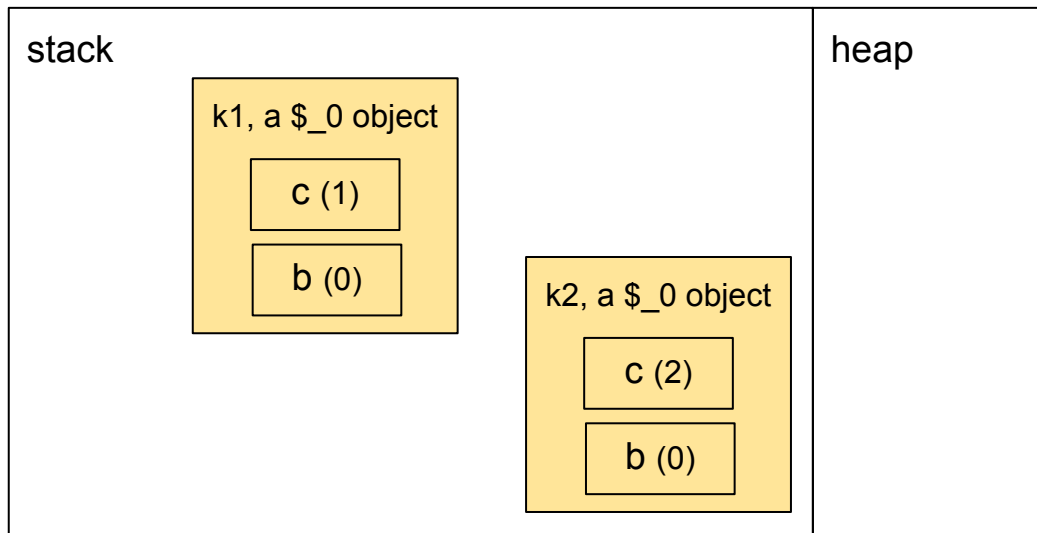 stack
heap
k1, a $_0 object
c (1)
b (0)
k2, a $_0 object
c (2)
b (0)